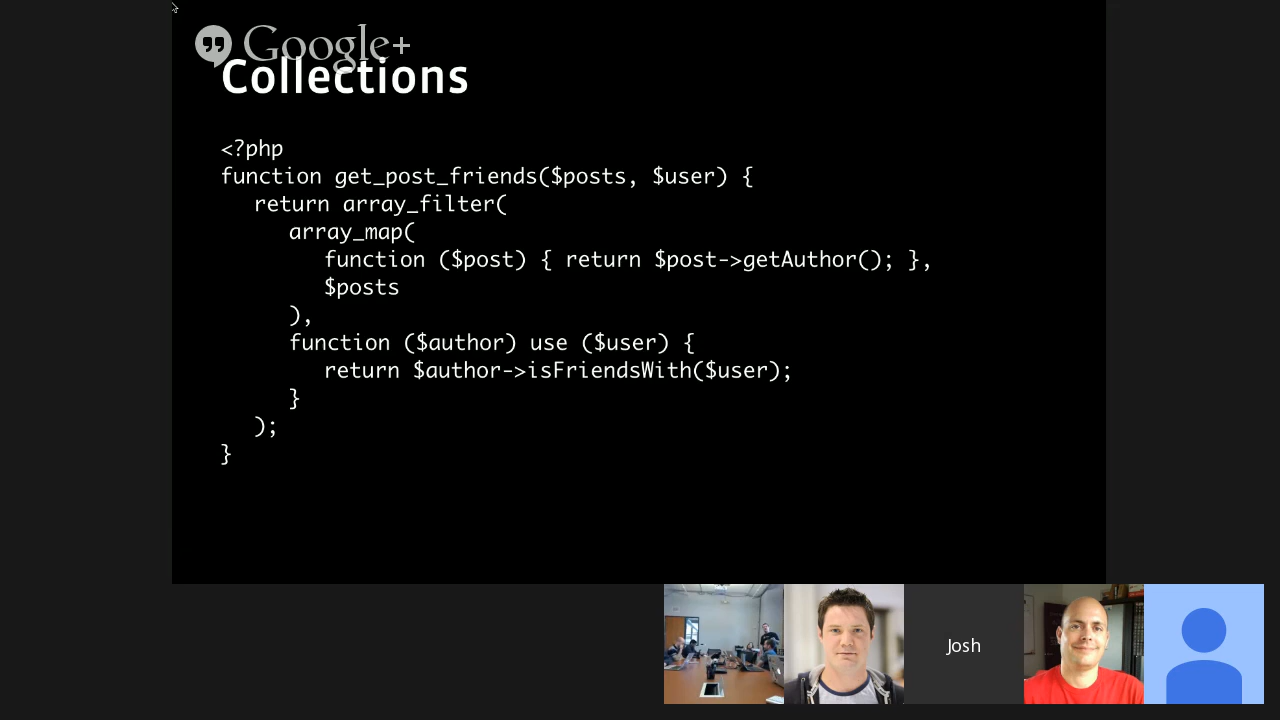 Google+
Collections
<?php
function get_post_friends($posts, $user) {
return array_filter(
array_map(
function ($post) { return $post->getAuthor(); },
$posts
),
function ($author) use ($user) {
return $author->isFriendsWith($user);
}
);
}
Josh